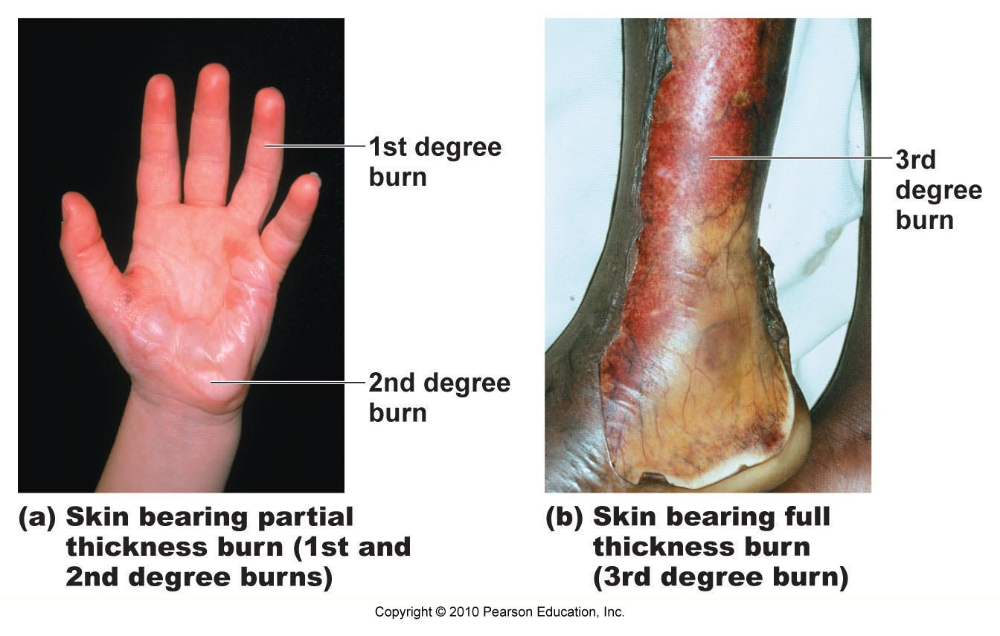 1st degree
burn
2nd degree
burn
3rd
degree
burn
(a) Skin bearing partial
thickness burn (1st and
2nd degree burns)
(b) Skin bearing full
thickness burn
(3rd degree burn)
Copyright © 2010 Pearson Education, Inc.